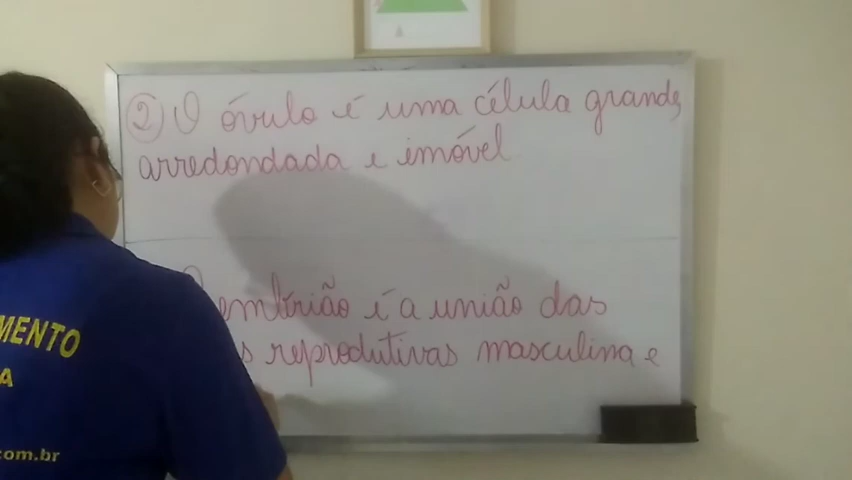 ② O óvulo é uma célula grande,
arredondada e imóvel.
embrião é a união das
reprodutivas masculina e
MENTO
A
com.br